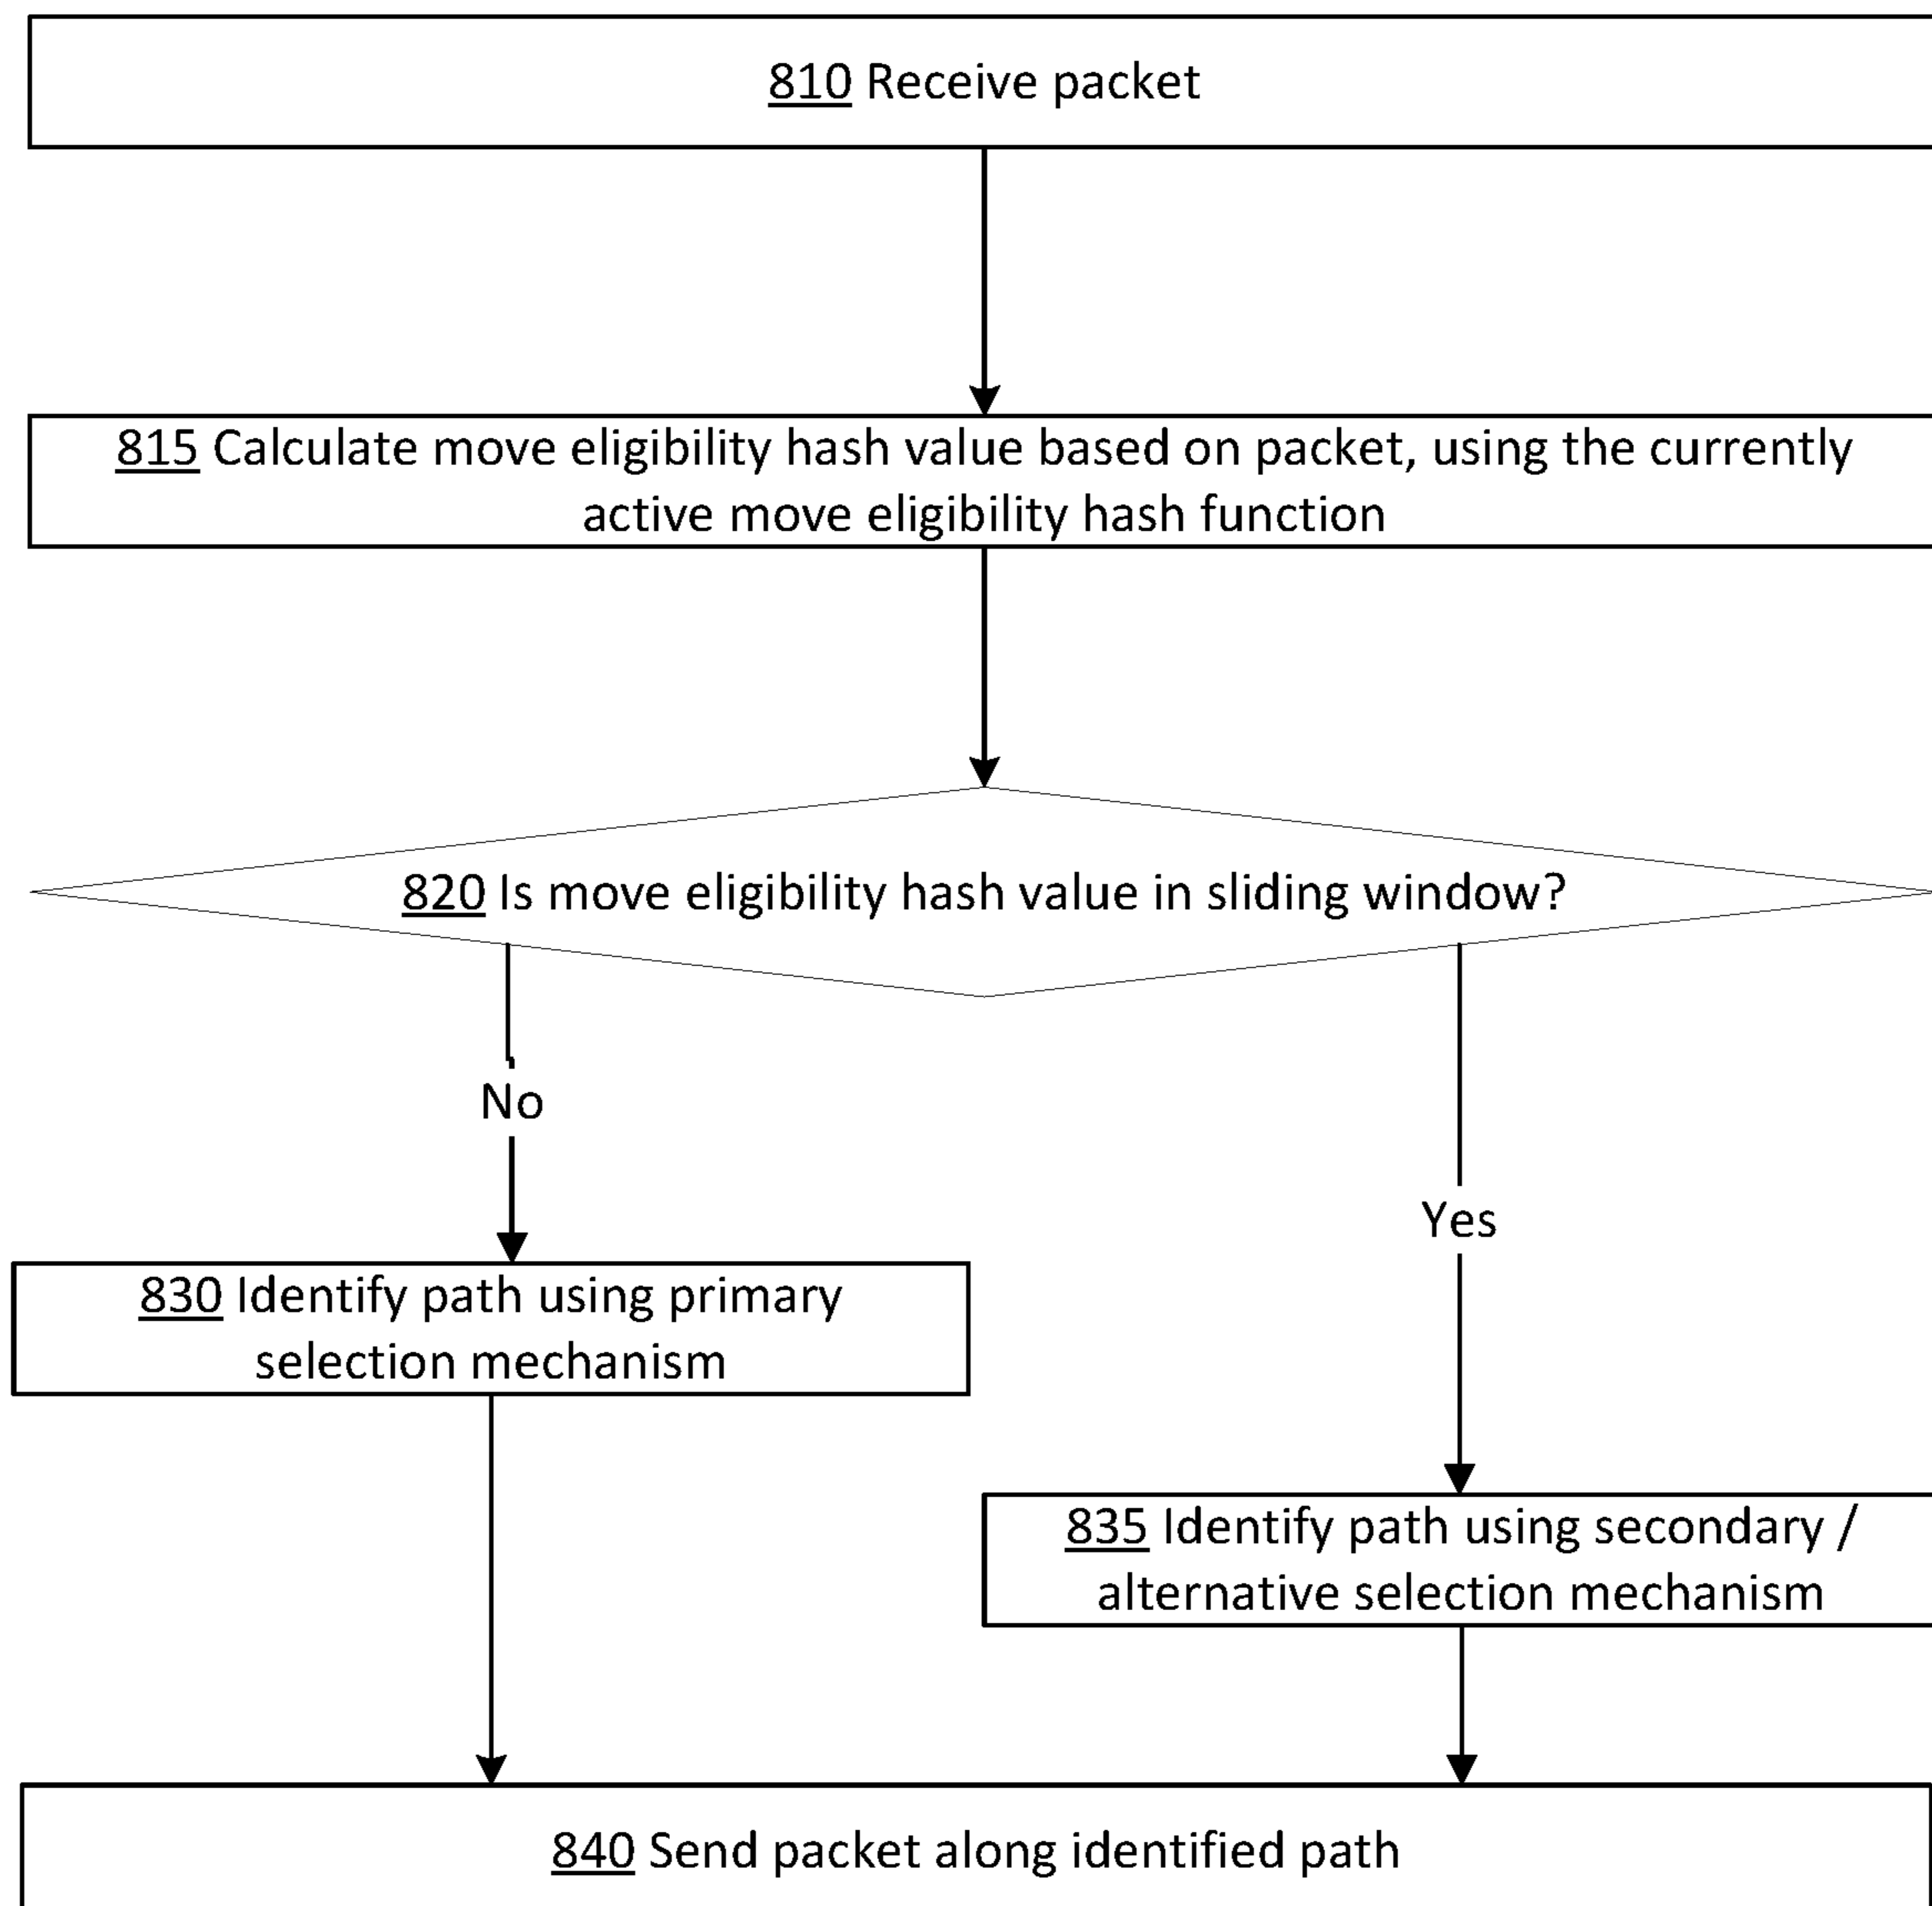 810 Receive packet
815 Calculate move eligibility hash value based on packet, using the currently
active move eligibility hash function
820 Is move eligibility hash value in sliding window?
No
Yes
830 Identify path using primary
selection mechanism
835 Identify path using secondary /
alternative selection mechanism
840 Send packet along identified path